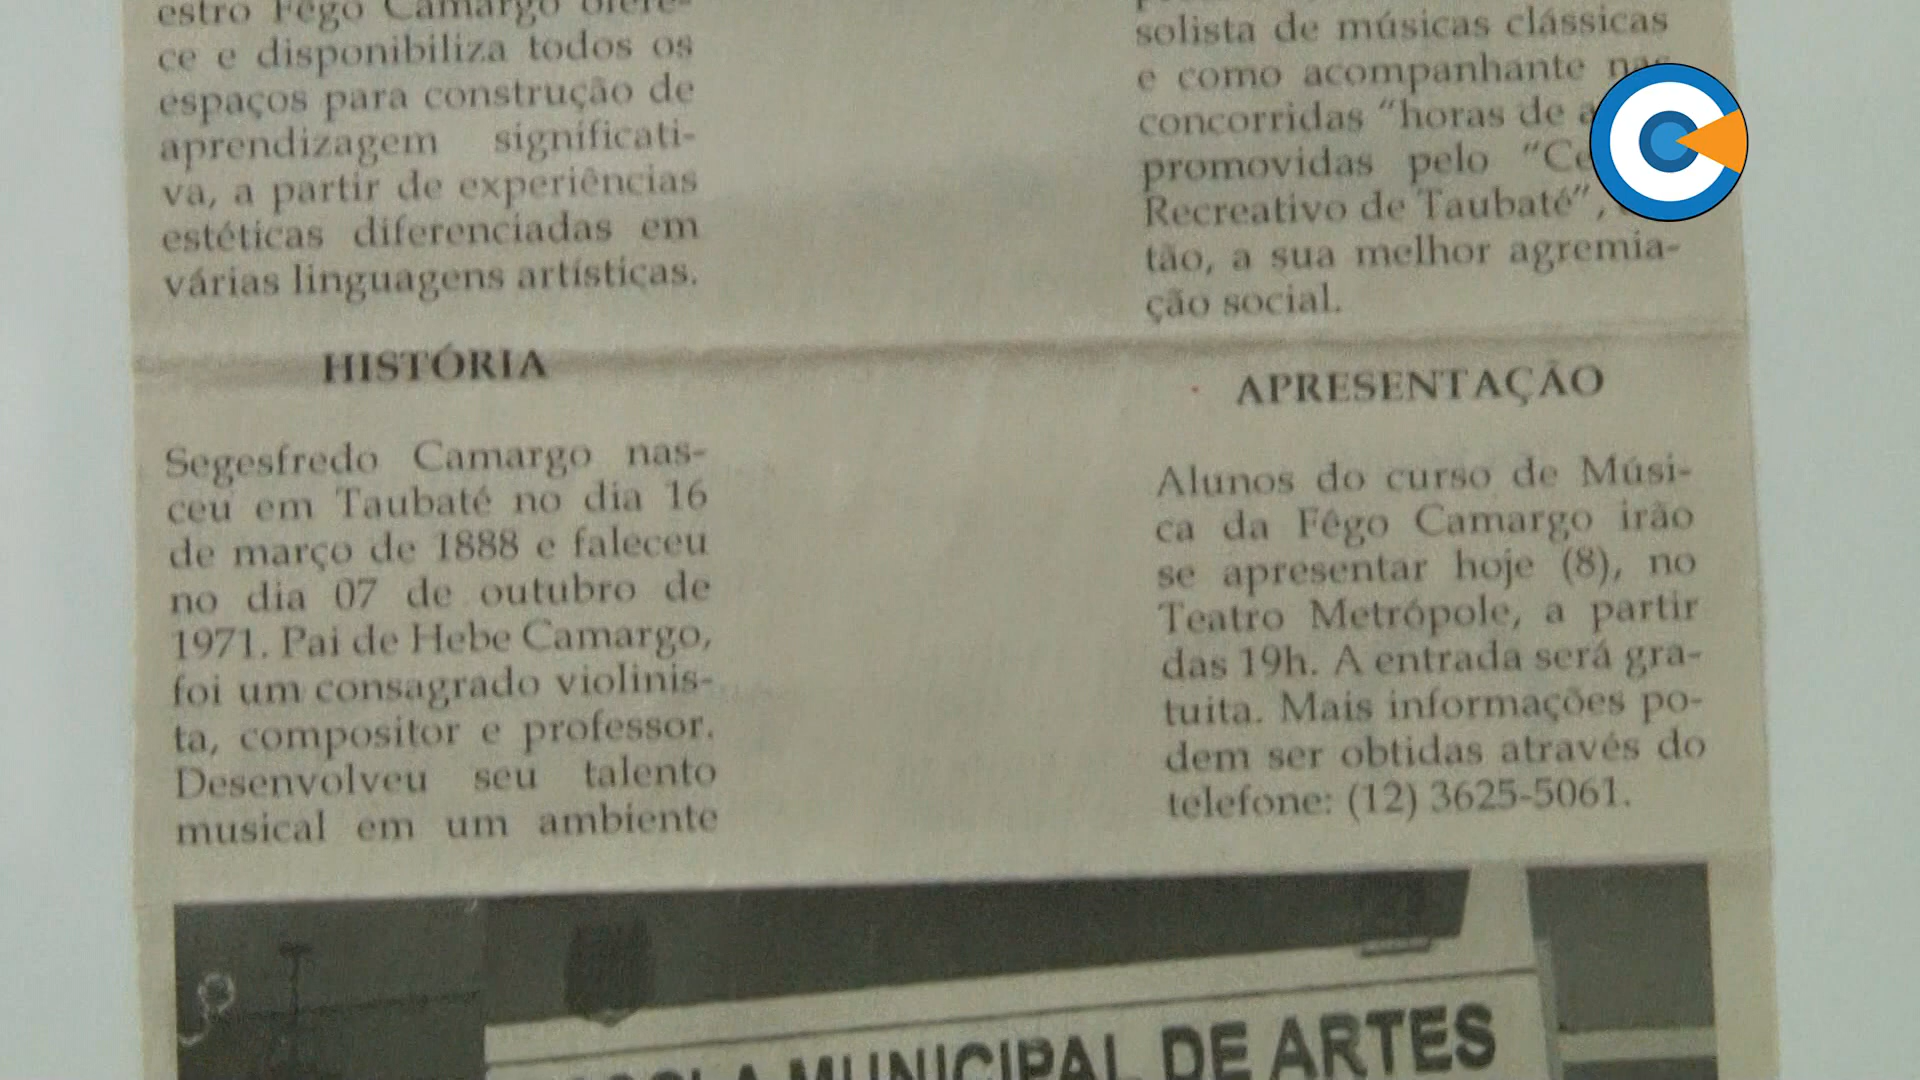 estro Fêgo Camargo ofere-
ce e disponibiliza todos os
espaços para construção de
aprendizagem significati-
va, a partir de experiências
estéticas diferenciadas em
várias linguagens artísticas.
HISTÓRIA
Segesfredo Camargo nas-
ceu em Taubaté no dia 16
de março de 1888 e faleceu
no dia 07 de outubro de
1971. Pai de Hebe Camargo,
foi um consagrado violinis-
ta, compositor e professor.
Desenvolveu seu talento
musical em um ambiente
solista de músicas clássicas
e como acompanhante nas
concorridas “horas de
promovidas pelo
Recreativo de Taubaté”,
tão, a sua melhor agremia-
ção social.
APRESENTAÇÃO
Alunos do curso de Músi-
ca da Fêgo Camargo irão
se apresentar hoje (8), no
Teatro Metrópole, a partir
das 19h. A entrada será gra-
tuita. Mais informações po-
dem ser obtidas através do
telefone: (12) 3625-5061.
ESCOLA MUNICIPAL DE ARTES